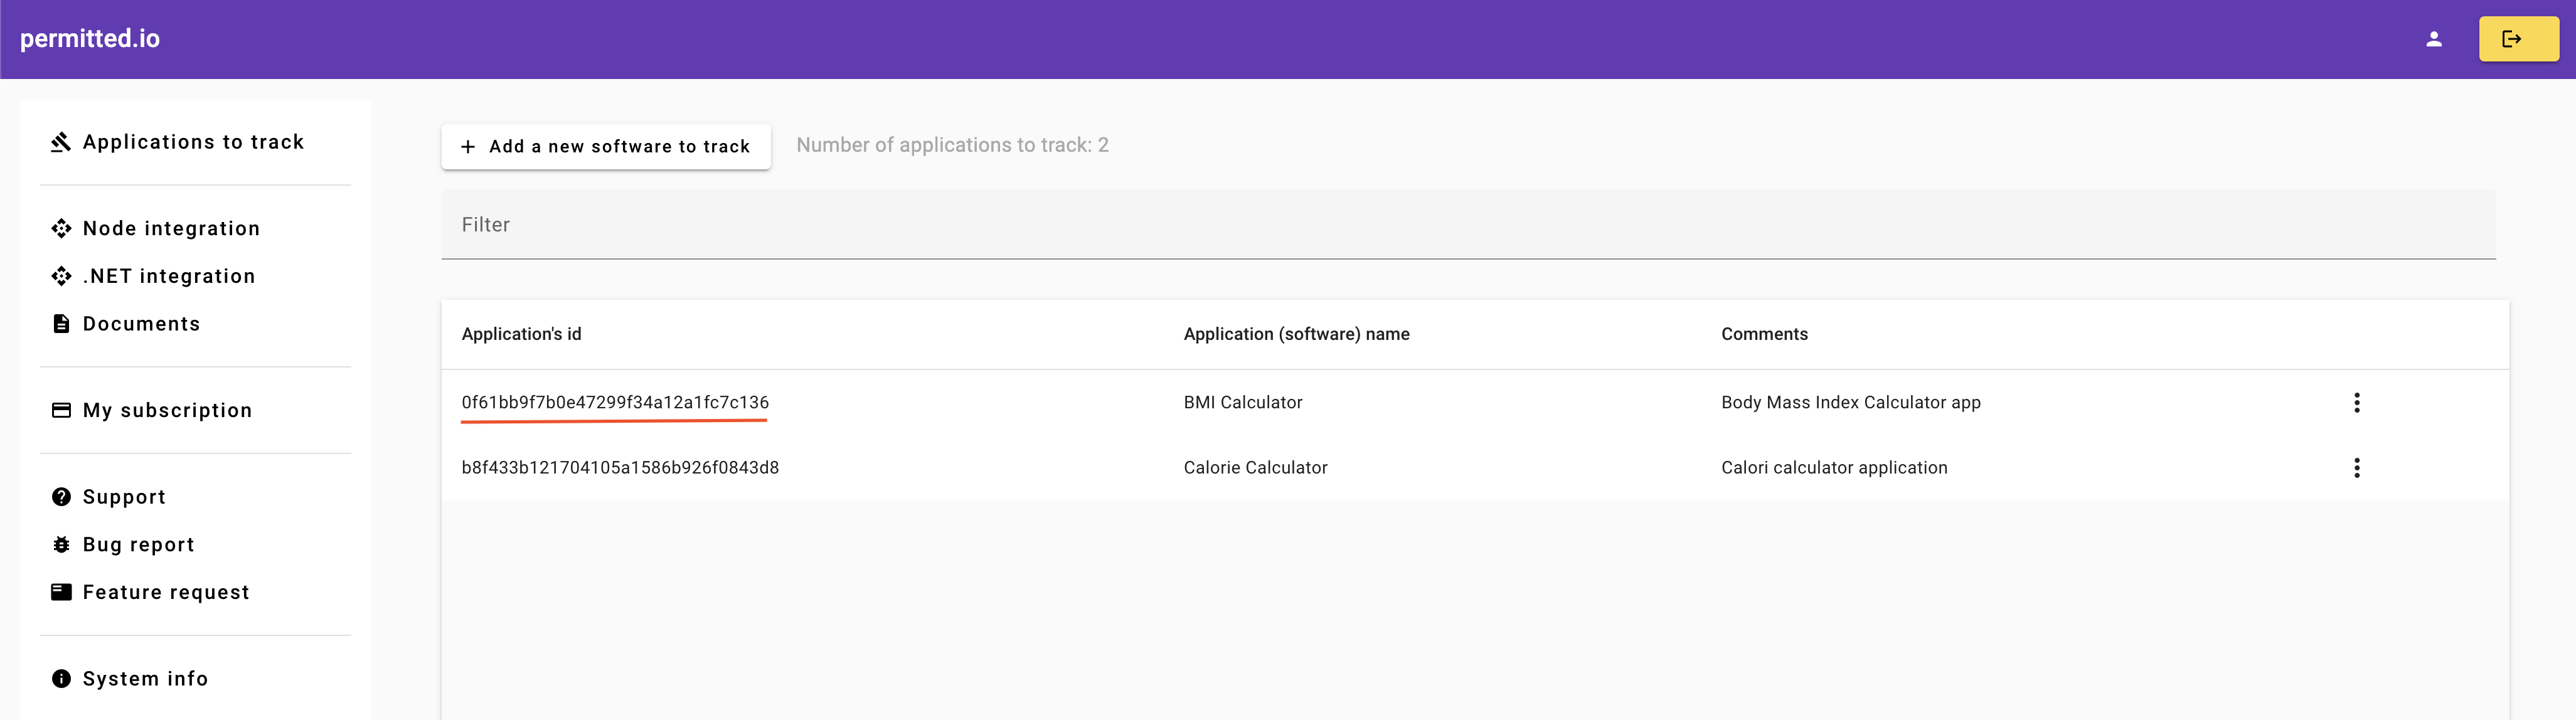 permitted.io
Applications to track
Node integration
.NET integration
Documents
My subscription
Support
Bug report
Feature request
System info
Add a new software to track
Number of applications to track: 2
Filter
Application's id Application (software) name Comments
0f61bb9f7b0e47299f34a12a1fc7c136 BMI Calculator Body Mass Index Calculator app
b8f433b121704105a1586b926f0843d8 Calorie Calculator Calori calculator application